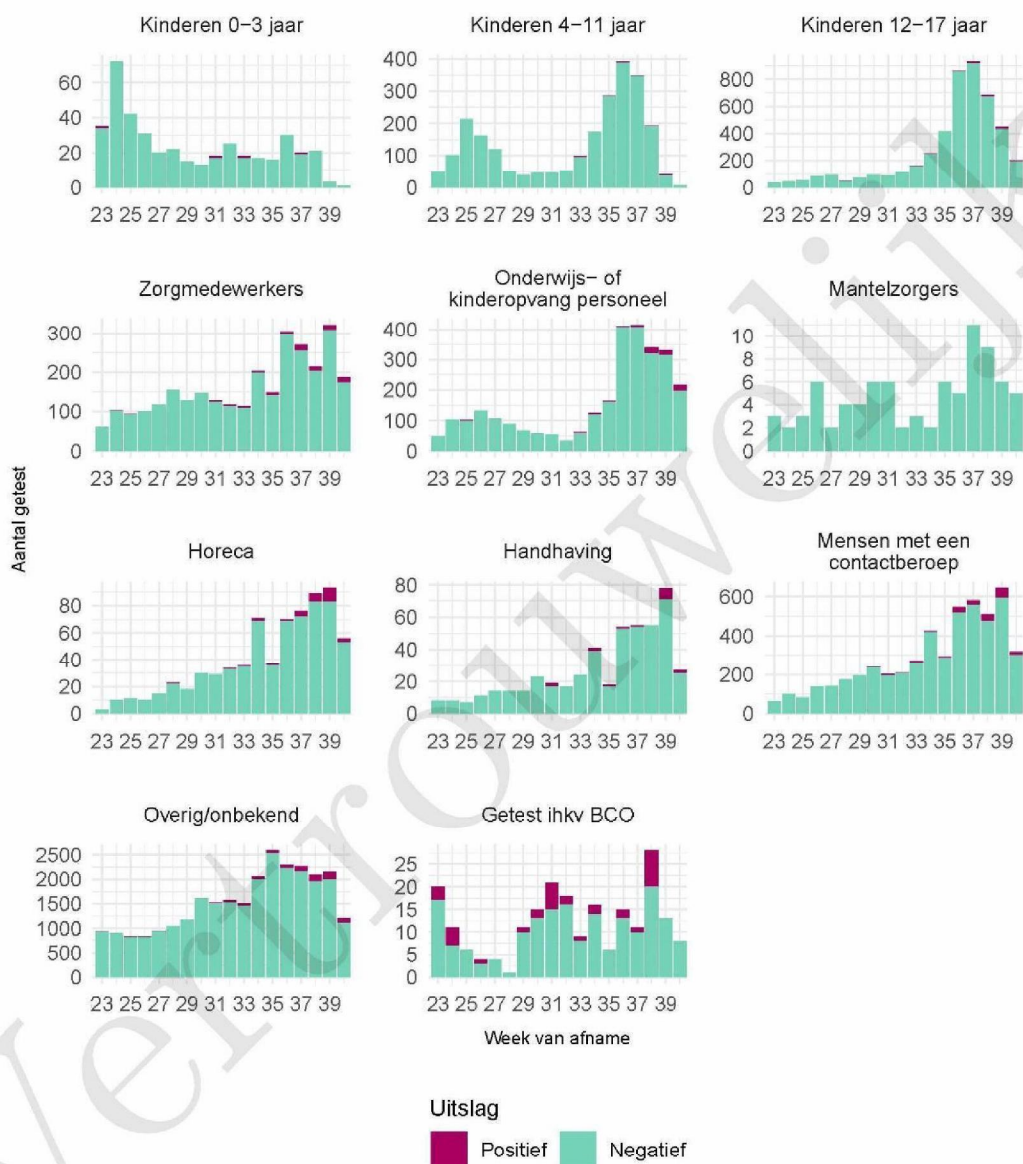 Kinderen 0−3 jaar
Kinderen 4−11 jaar
Kinderen 12−17 jaar
60
40
20
0
23 25 27 29 31 33 35 37 39
400
300
200
100
0
23 25 27 29 31 33 35 37 39
800
600
400
200
0
23 25 27 29 31 33 35 37 39
Zorgmedewerkers
Onderwijs− of
kinderopvang personeel
Mantelzorgers
300
200
100
0
23 25 27 29 31 33 35 37 39
400
300
200
100
0
23 25 27 29 31 33 35 37 39
10
8
6
4
2
0
23 25 27 29 31 33 35 37 39
Aantal getest
Horeca
Handhaving
Mensen met een
contactberoep
80
60
40
20
0
23 25 27 29 31 33 35 37 39
80
60
40
20
0
23 25 27 29 31 33 35 37 39
600
400
200
0
23 25 27 29 31 33 35 37 39
Overig/onbekend
Getest ihkv BCO
2500
2000
1500
1000
500
0
23 25 27 29 31 33 35 37 39
25
20
15
10
5
0
23 25 27 29 31 33 35 37 39
Week van afname
Uitslag
Positief
Negatief
Vertrouwelijk